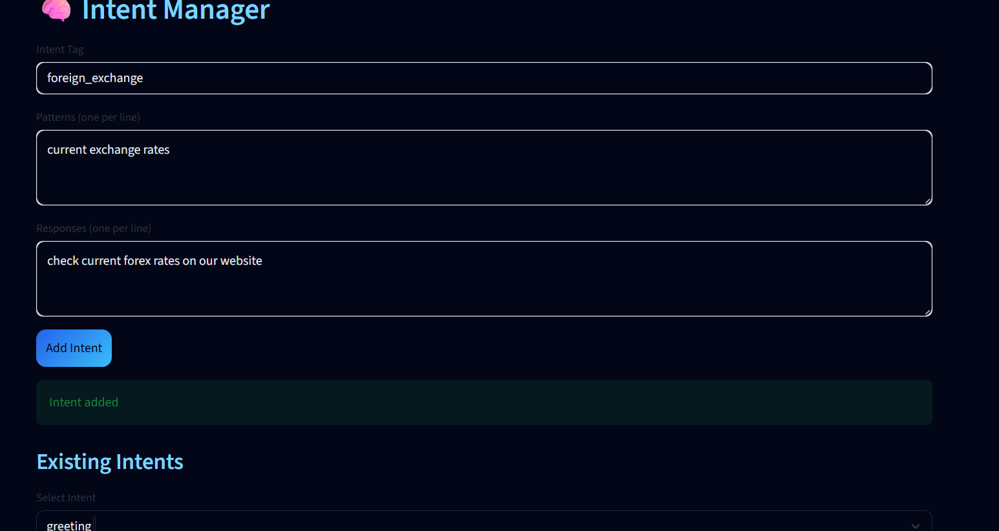 Intent Manager
Intent Tag
foreign_exchange
Patterns (one per line)
current exchange rates
Responses (one per line)
check current forex rates on our website
Add Intent
Intent added
Existing Intents
Select Intent
greeting